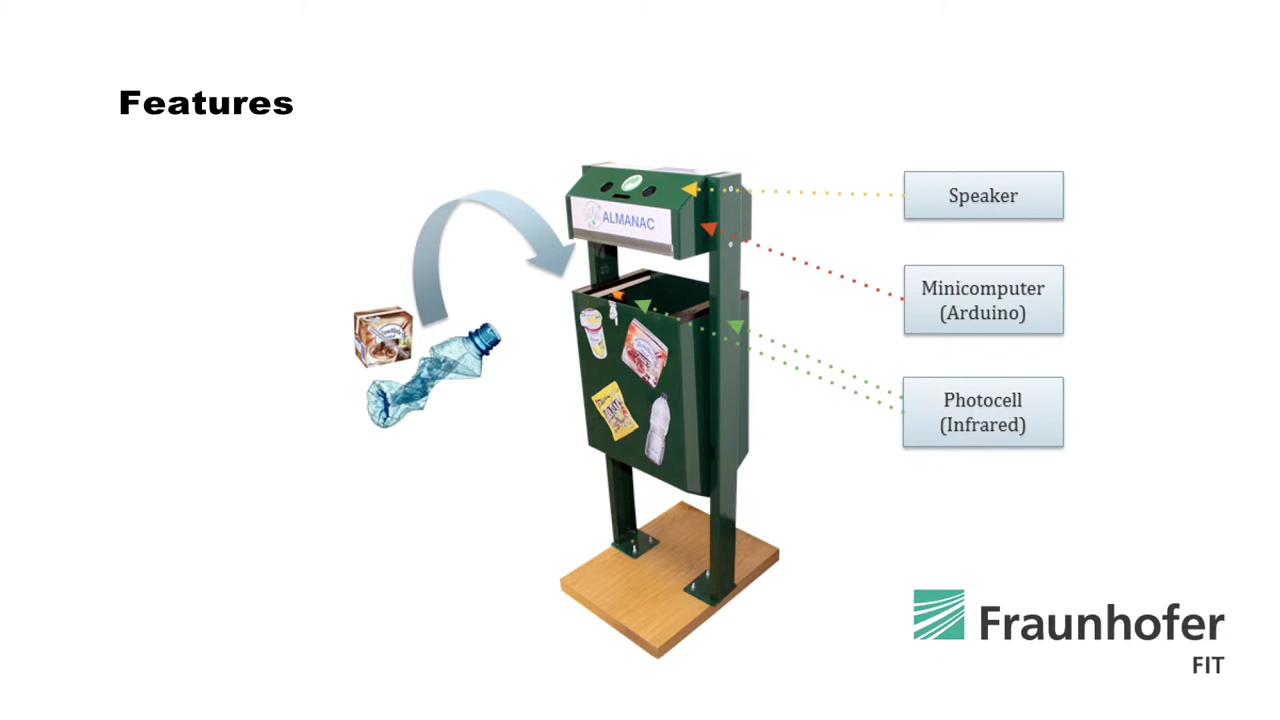 Features
ALMANAC
Speaker
Minicomputer
(Arduino)
Photocell
(Infrared)
Fraunhofer
FIT